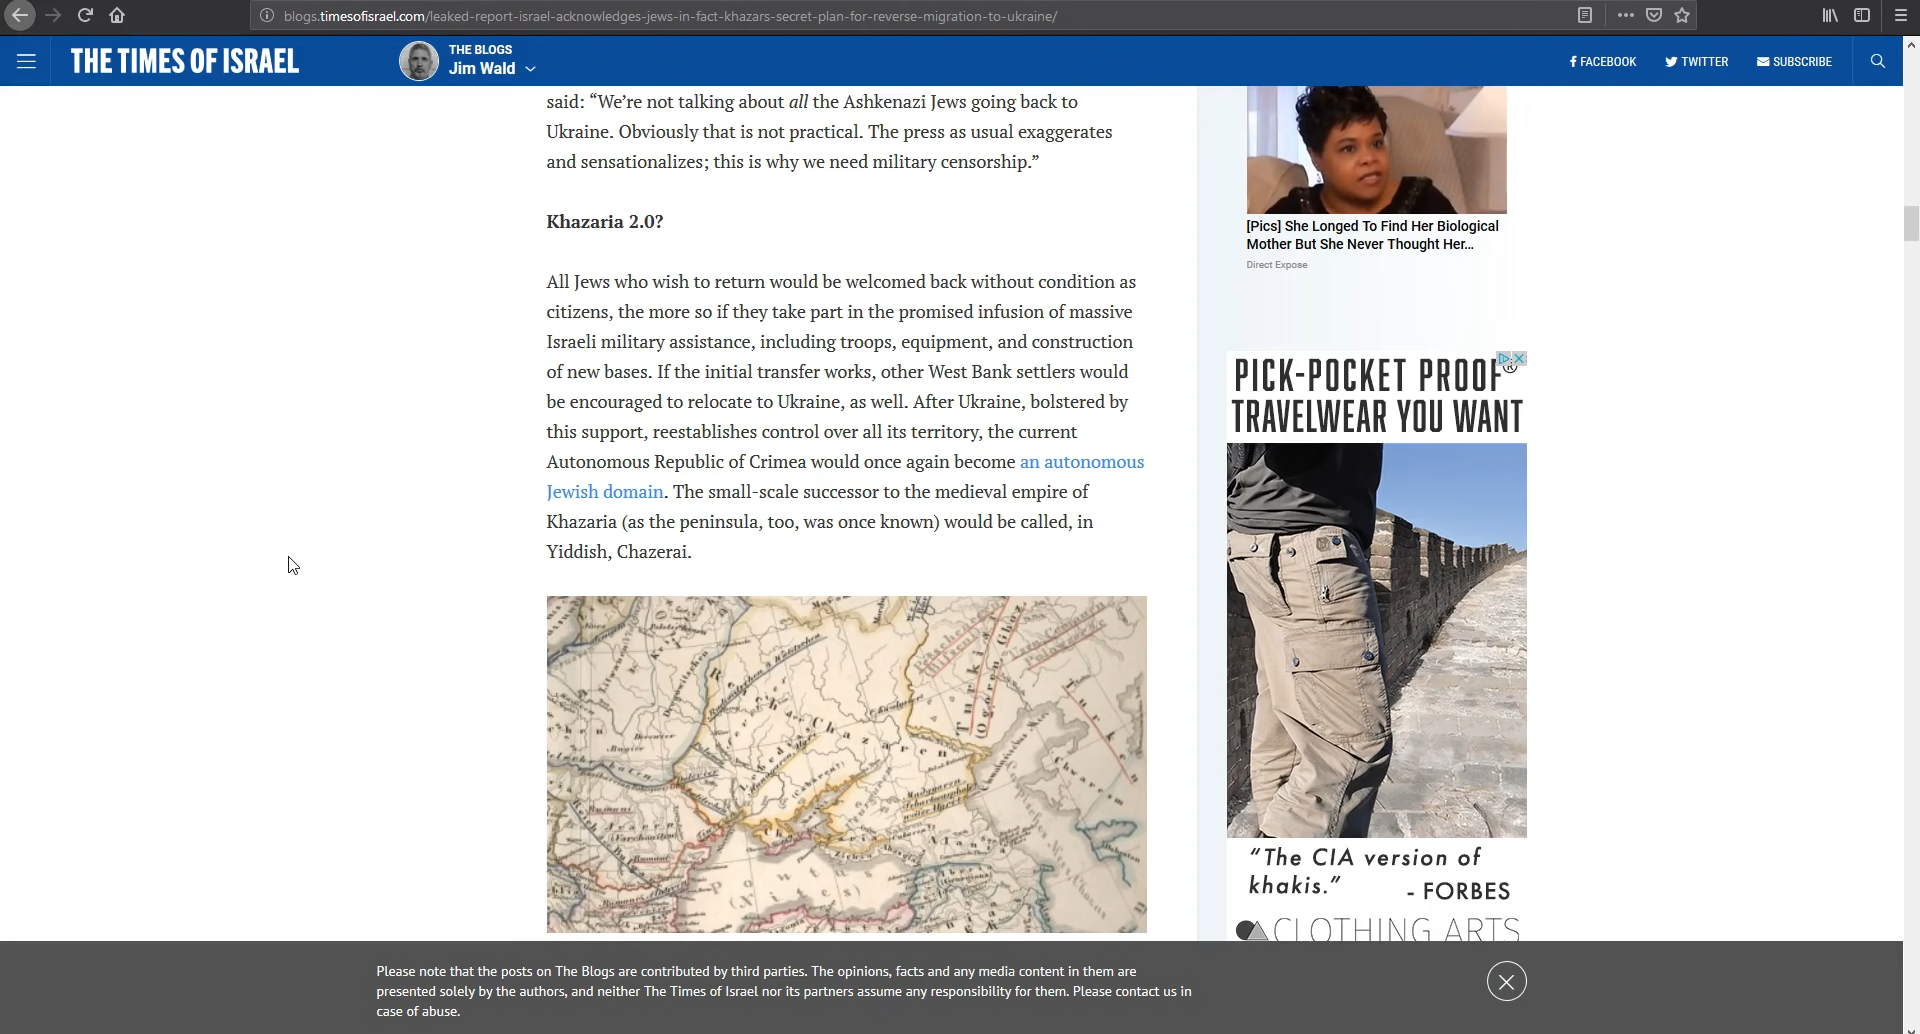 blogs.timesofisrael.com/leaked-report-israel-acknowledges-jews-in-fact-khazars-secret-plan-for-reverse-migration-to-ukraine/
THE TIMES OF ISRAEL
THE BLOGS
Jim Wald
FACEBOOK
TWITTER
SUBSCRIBE
said: “We’re not talking about all the Ashkenazi Jews going back to
Ukraine. Obviously that is not practical. The press as usual exaggerates
and sensationalizes; this is why we need military censorship.”
Khazaria 2.0?
All Jews who wish to return would be welcomed back without condition as
citizens, the more so if they take part in the promised infusion of massive
Israeli military assistance, including troops, equipment, and construction
of new bases. If the initial transfer works, other West Bank settlers would
be encouraged to relocate to Ukraine, as well. After Ukraine, bolstered by
this support, reestablishes control over all its territory, the current
Autonomous Republic of Crimea would once again become an autonomous
Jewish domain. The small-scale successor to the medieval empire of
Khazaria (as the peninsula, too, was once known) would be called, in
Yiddish, Chazerai.
[Pics] She Longed To Find Her Biological
Mother But She Never Thought Her...
Direct Expose
PICK-POCKET PROOF®
TRAVELWEAR YOU WANT
“The CIA version of
khakis.”
- FORBES
CLOTHING ARTS
Please note that the posts on The Blogs are contributed by third parties. The opinions, facts and any media content in them are
presented solely by the authors, and neither The Times of Israel nor its partners assume any responsibility for them. Please contact us in
case of abuse.